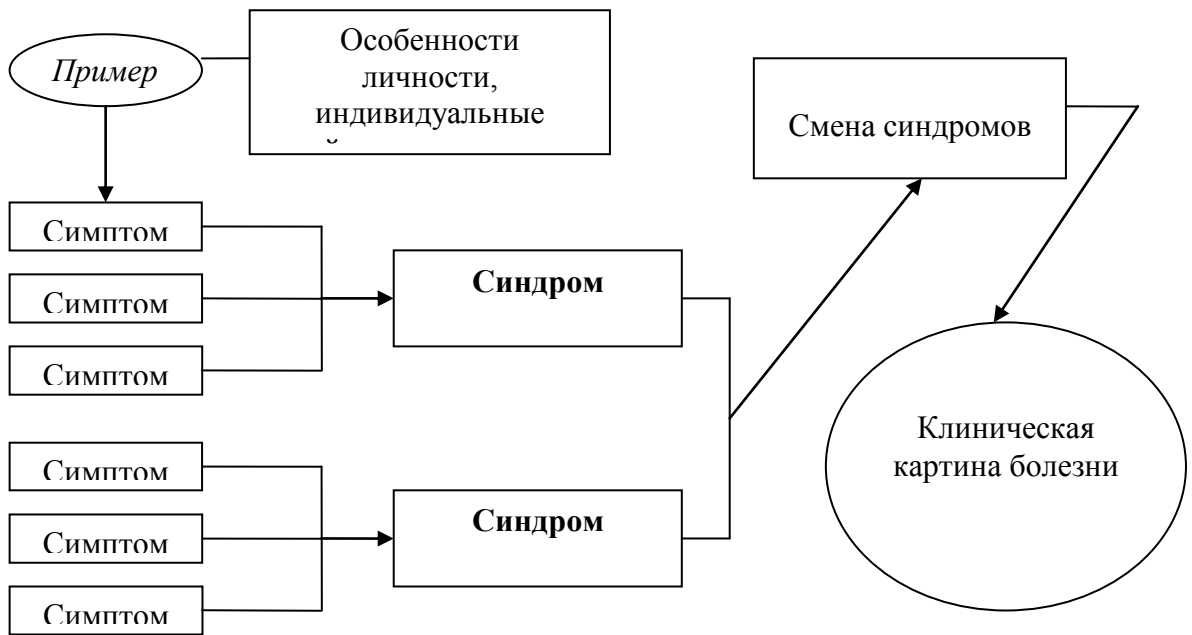 Пример
Особенности
личности,
индивидуальные
Смена синдромов
Симптом
Симптом
Симптом
Синдром
Симптом
Симптом
Симптом
Синдром
Клиническая
картина болезни